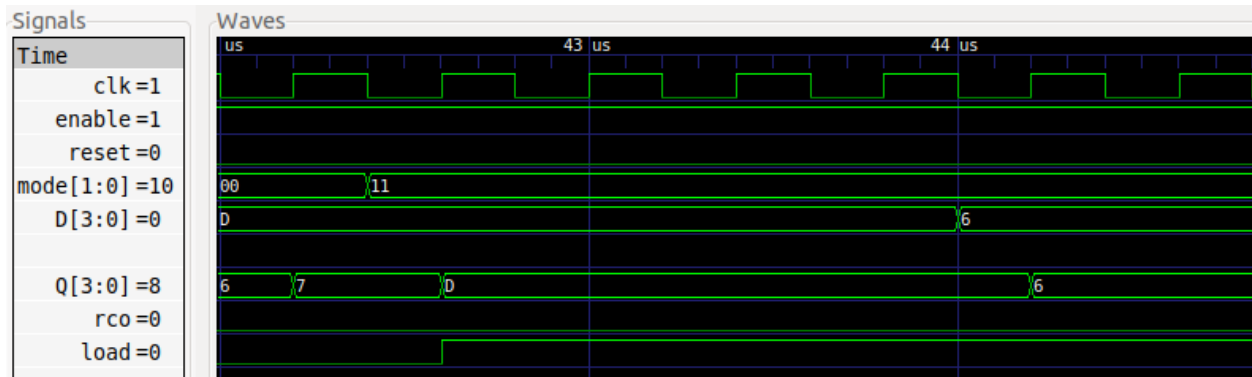 Signals
Waves
Time
us
43 us
44 us
clk=1
enable=1
reset=0
mode[1:0]=10
00
11
D[3:0]=0
D
6
Q[3:0]=8
6
7
D
6
rco=0
load=0